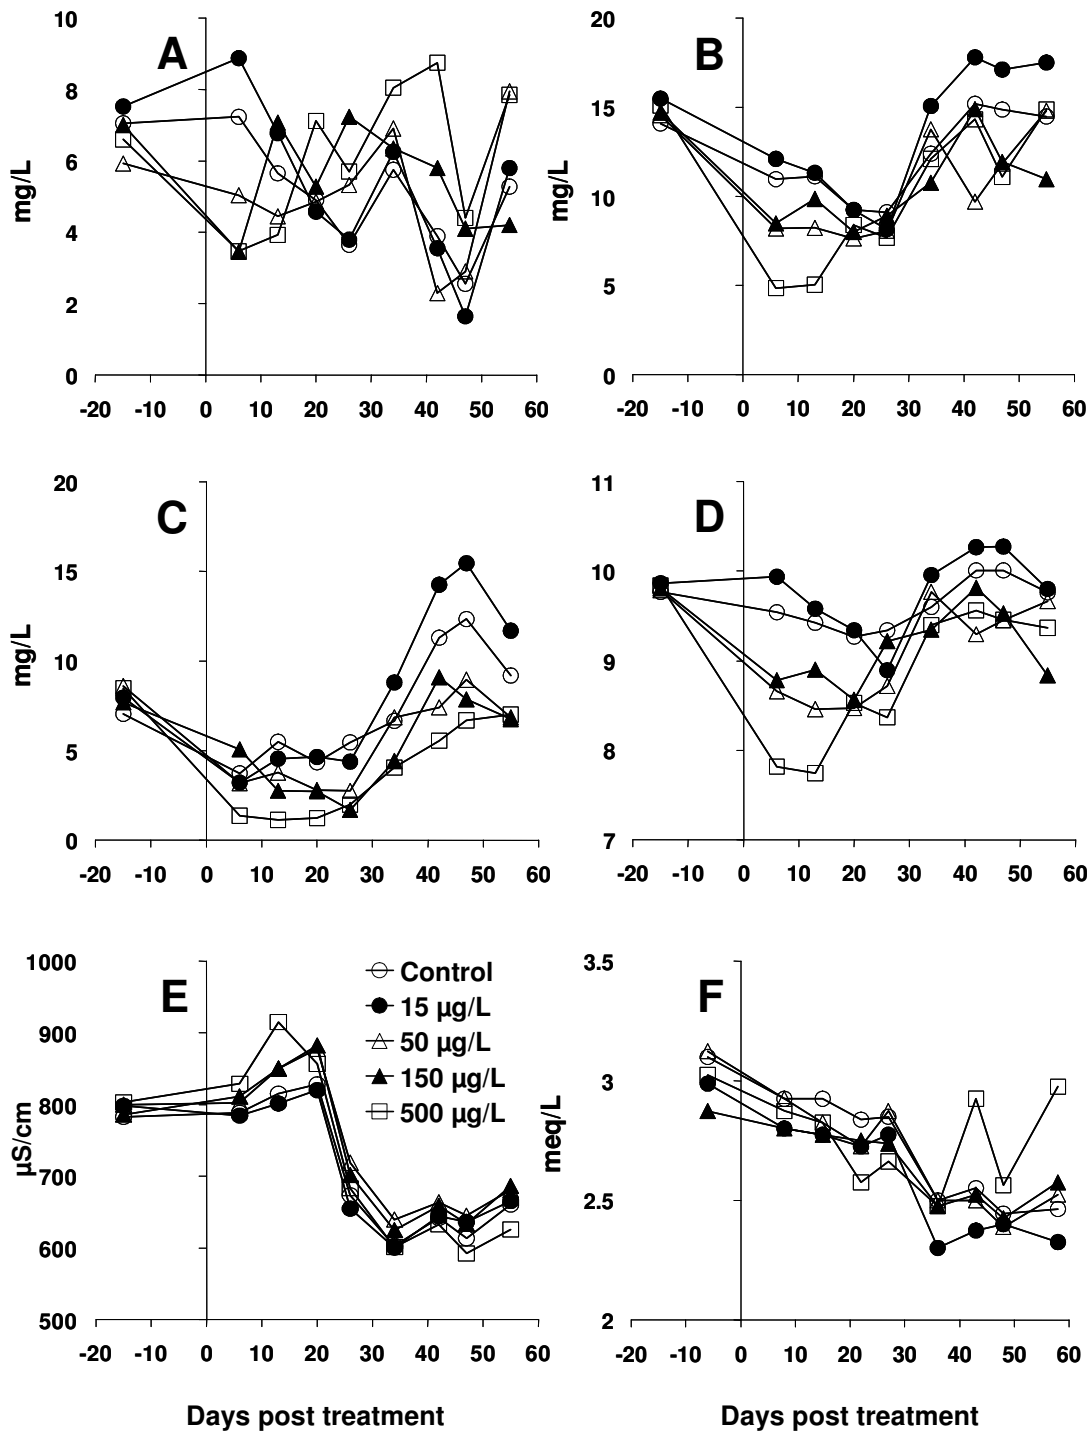 A
mg/L
10
8
6
4
2
0
-20 -10 0 10 20 30 40 50 60
B
mg/L
20
15
10
5
0
-20 -10 0 10 20 30 40 50 60
C
mg/L
20
15
10
5
0
-20 -10 0 10 20 30 40 50 60
D
11
10
9
8
7
-20 -10 0 10 20 30 40 50 60
E
µS/cm
1000
900
800
700
600
500
Control
15 µg/L
50 µg/L
150 µg/L
500 µg/L
-20 -10 0 10 20 30 40 50 60
Days post treatment
F
meq/L
3.5
3
2.5
2
-20 -10 0 10 20 30 40 50 60
Days post treatment